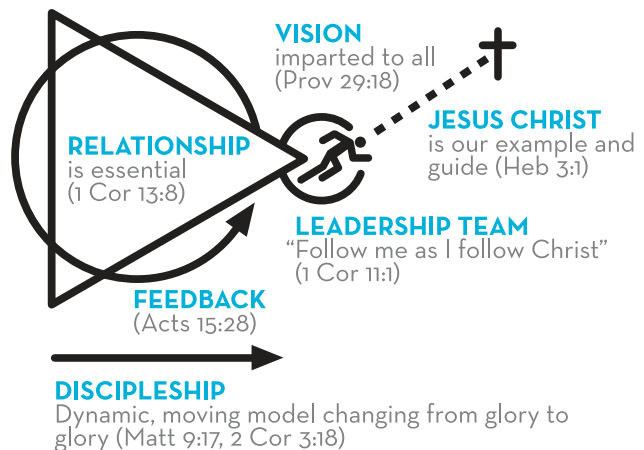 VISION
imparted to all
(Prov 29:18)
JESUS CHRIST
is our example and
guide (Heb 3:1)
RELATIONSHIP
is essential
(1 Cor 13:8)
LEADERSHIP TEAM
“Follow me as I follow Christ”
(1 Cor 11:1)
FEEDBACK
(Acts 15:28)
DISCIPLESHIP
Dynamic, moving model changing from glory to
glory (Matt 9:17, 2 Cor 3:18)